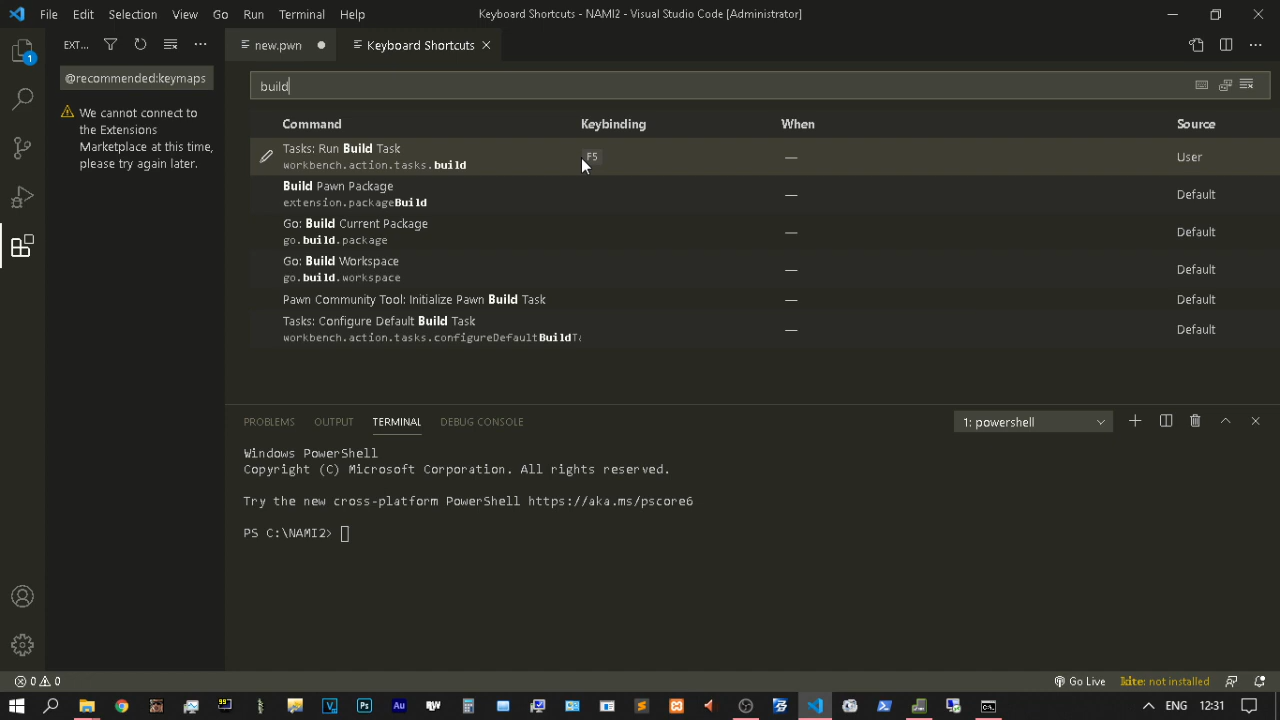 File Edit Selection View Go Run Terminal Help
Keyboard Shortcuts - NAMI2 - Visual Studio Code [Administrator]
EXT...
new.pwn
Keyboard Shortcuts
1
@recommended:keymaps
We cannot connect to
the Extensions
Marketplace at this time,
please try again later.
build
Command Keybinding When Source
Tasks: Run Build Task
workbench.action.tasks.build
F5 — User
Build Pawn Package
extension.packageBuild
— Default
Go: Build Current Package
go.build.package
— Default
Go: Build Workspace
go.build.workspace
— Default
Pawn Community Tool: Initialize Pawn Build Task — Default
Tasks: Configure Default Build Task
workbench.action.tasks.configureDefaultBuildTa
— Default
PROBLEMS OUTPUT TERMINAL DEBUG CONSOLE
1: powershell
Windows PowerShell
Copyright (C) Microsoft Corporation. All rights reserved.
Try the new cross-platform PowerShell https://aka.ms/pscore6
PS C:\NAMI2>
0 0
Go Live
kite: not installed
Ps Au RW
ENG 12:31